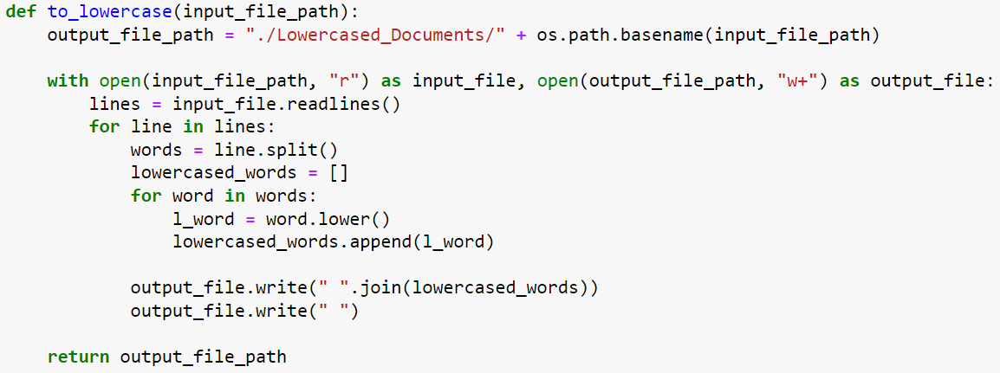 def to_lowercase(input_file_path):
    output_file_path = "./Lowercased_Documents/" + os.path.basename(input_file_path)

    with open(input_file_path, "r") as input_file, open(output_file_path, "w+") as output_file:
        lines = input_file.readlines()
        for line in lines:
            words = line.split()
            lowercased_words = []
            for word in words:
                l_word = word.lower()
                lowercased_words.append(l_word)

            output_file.write(" ".join(lowercased_words))
            output_file.write(" ")

    return output_file_path